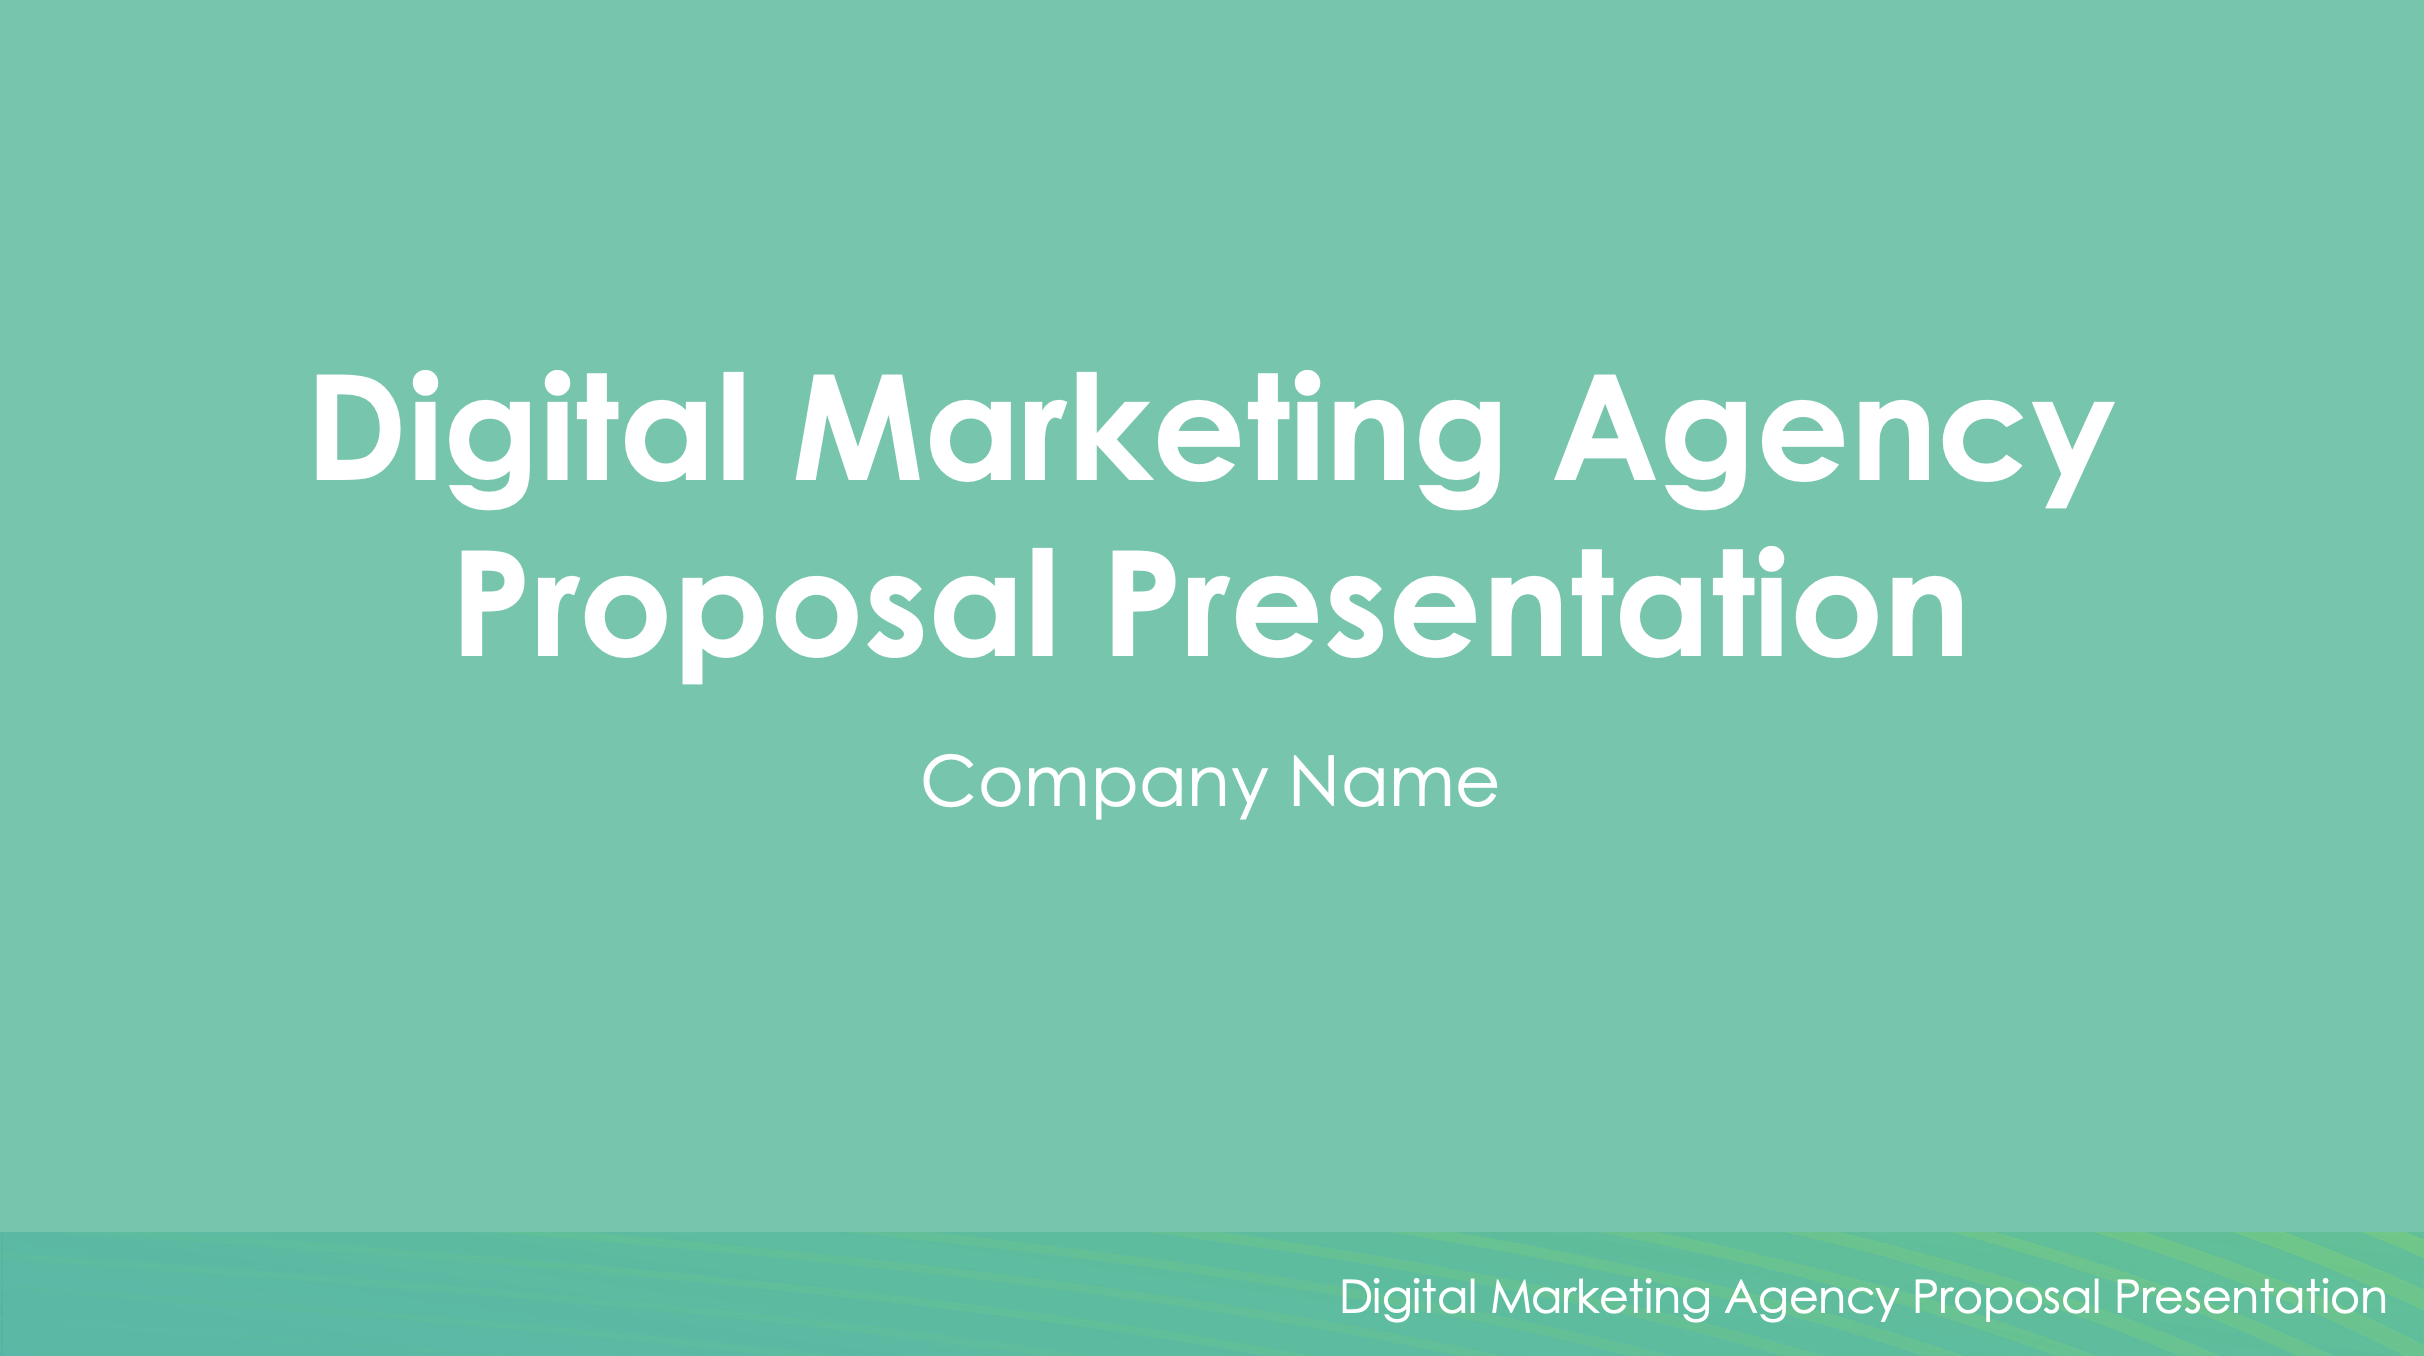 Digital Marketing Agency
Proposal Presentation
Company Name
Digital Marketing Agency Proposal Presentation